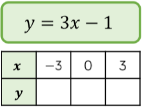 y = 3x − 1
x −3 0 3
y